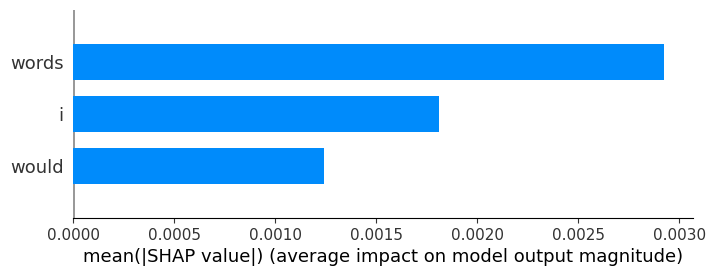 words
i
would
0.0000 0.0005 0.0010 0.0015 0.0020 0.0025 0.0030
mean(|SHAP value|) (average impact on model output magnitude)